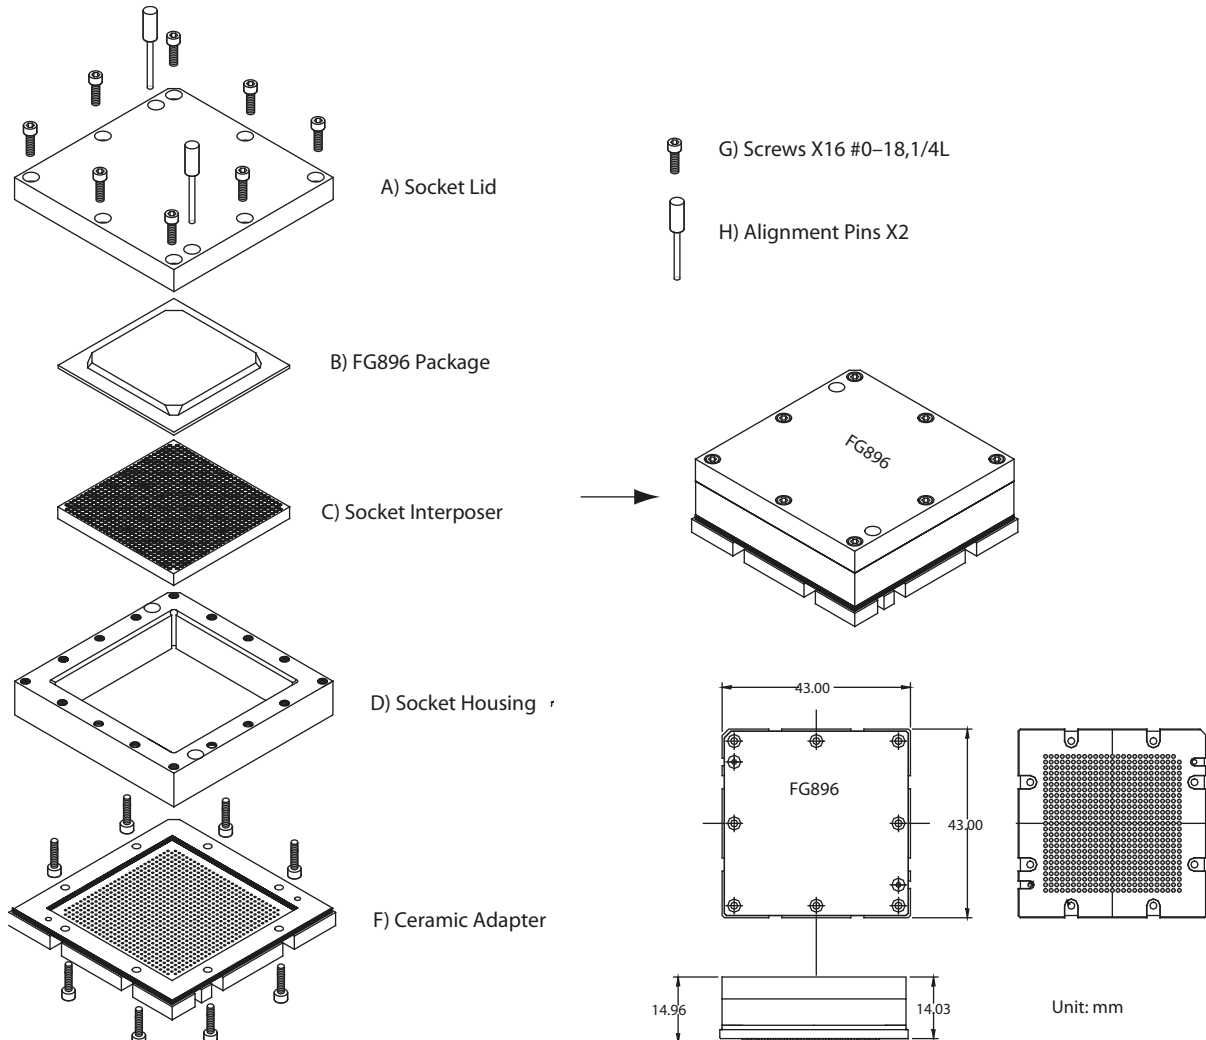 A) Socket Lid
B) FG896 Package
C) Socket Interposer
D) Socket Housing
F) Ceramic Adapter
G) Screws X16 #0–18,1/4L
H) Alignment Pins X2
FG896
43.00
FG896
43.00
14.96
14.03
Unit: mm